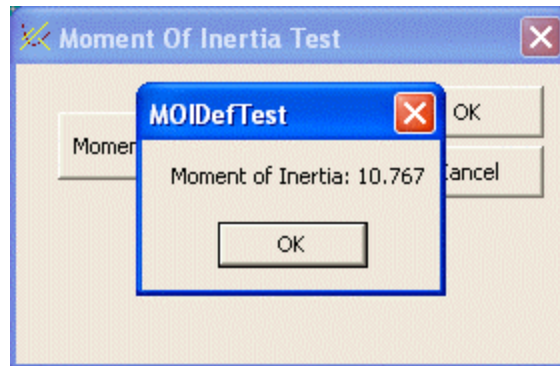 Moment Of Inertia Test
MOIDefTest
OK
Moment of Inertia: 10.767
OK